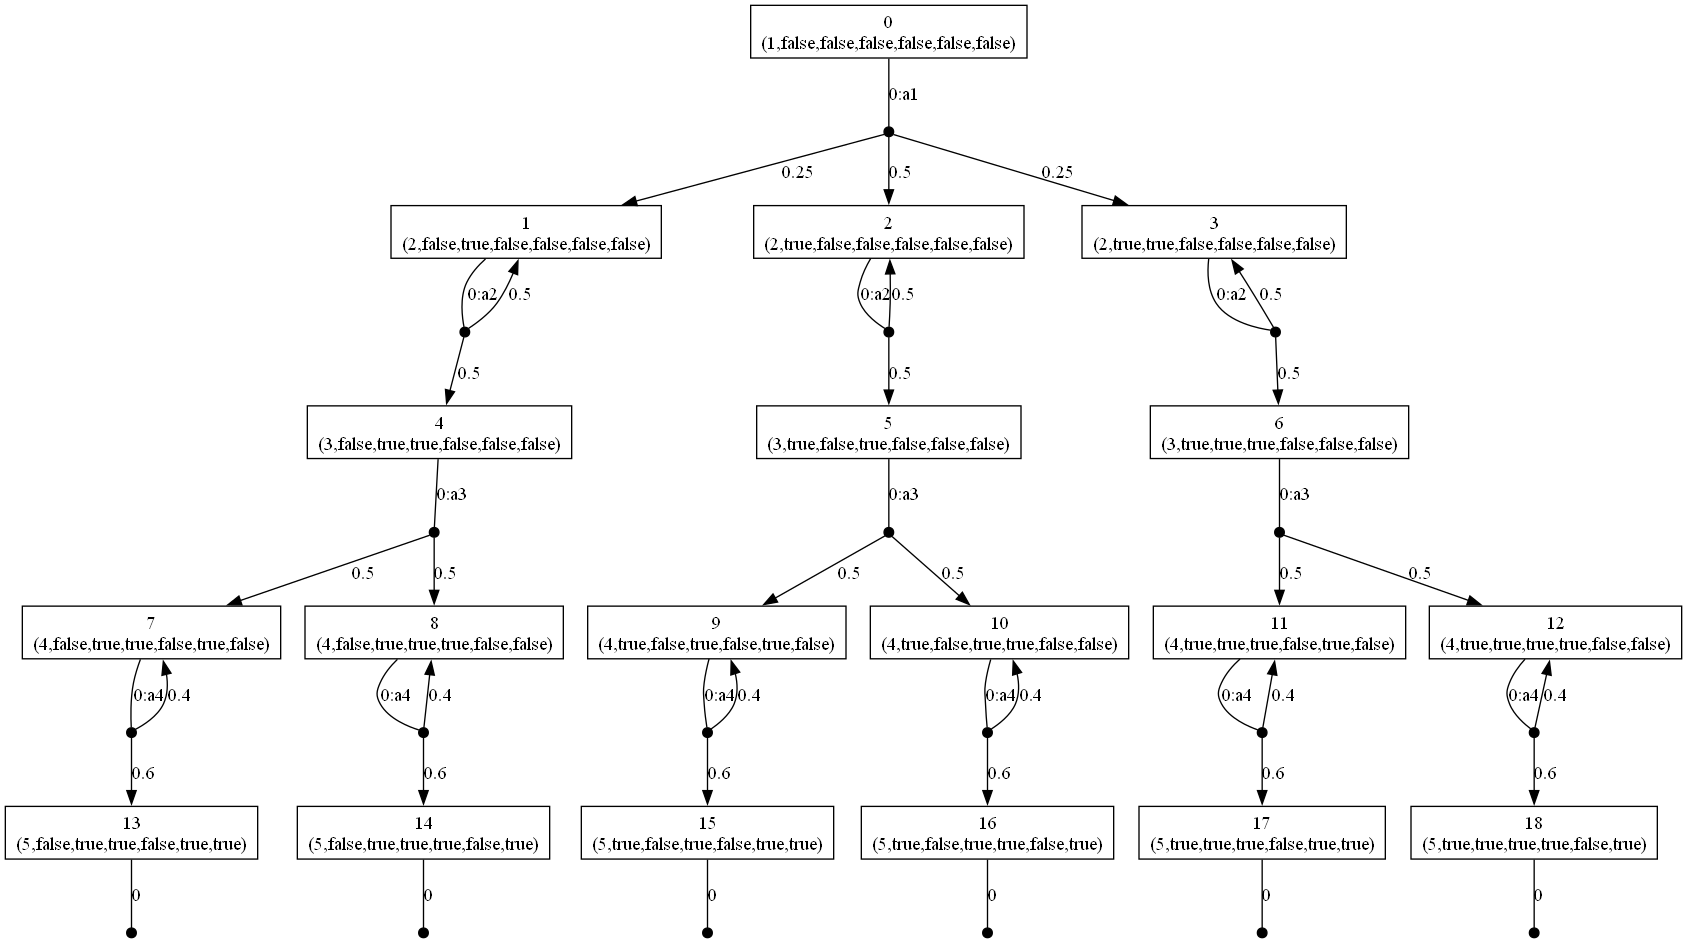 0
(1,false,false,false,false,false,false)
0:a1
0.25
0.5
0.25
1
(2,false,true,false,false,false,false)
2
(2,true,false,false,false,false,false)
3
(2,true,true,false,false,false,false)
0:a2
0.5
0:a2
0.5
0:a2
0.5
0.5
0.5
0.5
4
(3,false,true,true,false,false,false)
5
(3,true,false,true,false,false,false)
6
(3,true,true,true,false,false,false)
0:a3
0:a3
0:a3
0.5
0.5
0.5
0.5
0.5
0.5
7
(4,false,true,true,false,true,false)
8
(4,false,true,true,true,false,false)
9
(4,true,false,true,false,true,false)
10
(4,true,false,true,true,false,false)
11
(4,true,true,true,false,true,false)
12
(4,true,true,true,true,false,false)
0:a4
0.4
0:a4
0.4
0:a4
0.4
0:a4
0.4
0:a4
0.4
0:a4
0.4
0.6
0.6
0.6
0.6
0.6
0.6
13
(5,false,true,true,false,true,true)
14
(5,false,true,true,true,false,true)
15
(5,true,false,true,false,true,true)
16
(5,true,false,true,true,false,true)
17
(5,true,true,true,false,true,true)
18
(5,true,true,true,true,false,true)
0
0
0
0
0
0